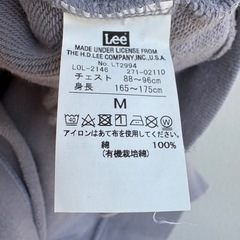 Lee
MADE UNDER LICENSE FROM
THE H.D.LEE COMPANY,INC.,U.S.A.
No. LT2994
LOL-2146 271-02110
チェスト 88〜96cm
身長 165〜175cm
M
アイロンはあて布を使用してください
綿 100%
(有機栽培綿)